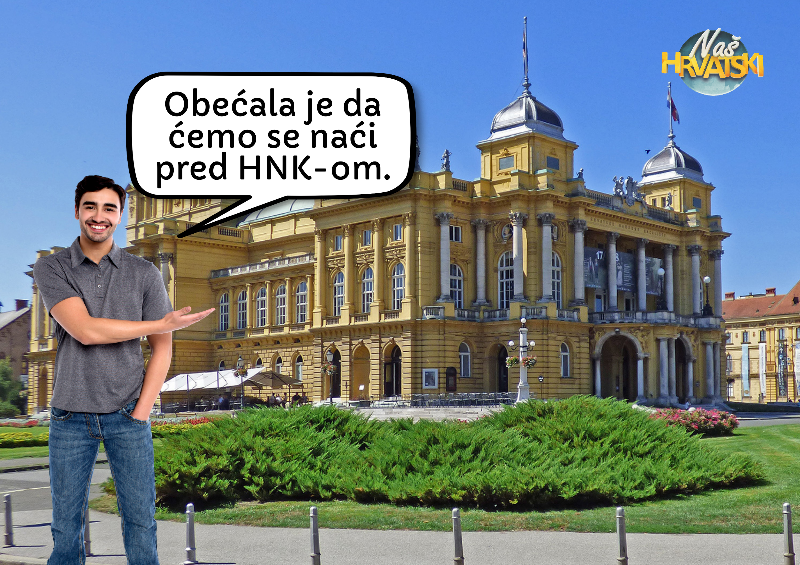 Naš
HRVATSKI
Obećala je da
ćemo se naći
pred HNK-om.